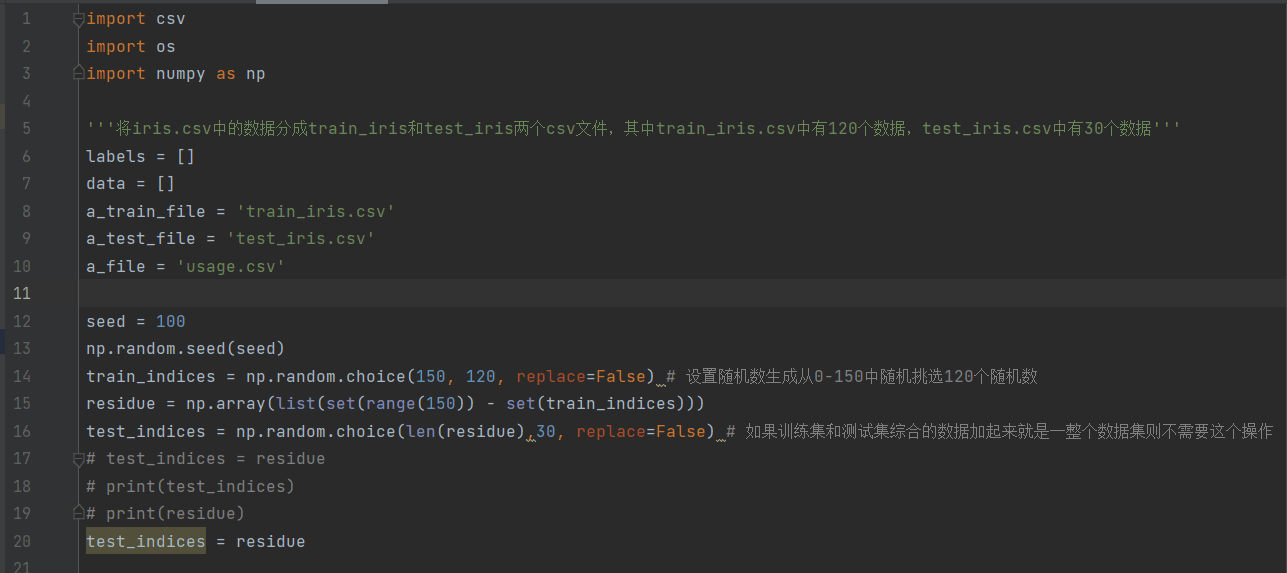 1 import csv
2 import os
3 import numpy as np
4
5 '''将iris.csv中的数据分成train_iris和test_iris两个csv文件，其中train_iris.csv中有120个数据，test_iris.csv中有30个数据'''
6 labels = []
7 data = []
8 a_train_file = 'train_iris.csv'
9 a_test_file = 'test_iris.csv'
10 a_file = 'usage.csv'
11
12 seed = 100
13 np.random.seed(seed)
14 train_indices = np.random.choice(150, 120, replace=False) # 设置随机数生成从0-150中随机挑选120个随机数
15 residue = np.array(list(set(range(150)) - set(train_indices)))
16 test_indices = np.random.choice(len(residue),30, replace=False) # 如果训练集和测试集综合的数据加起来就是一整个数据集则不需要这个操作
17 # test_indices = residue
18 # print(test_indices)
19 # print(residue)
20 test_indices = residue
21